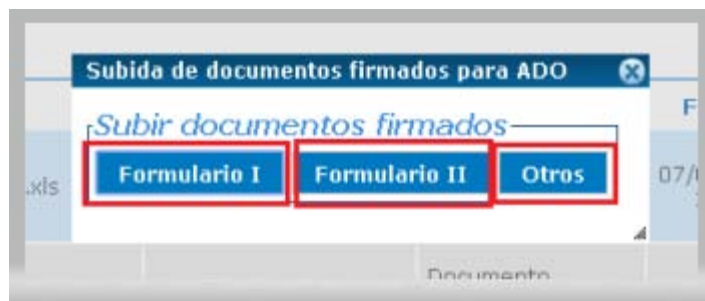 Subida de documentos firmados para ADO
F
Subir documentos firmados
.xls
Formulario I
Formulario II
Otros
Documento